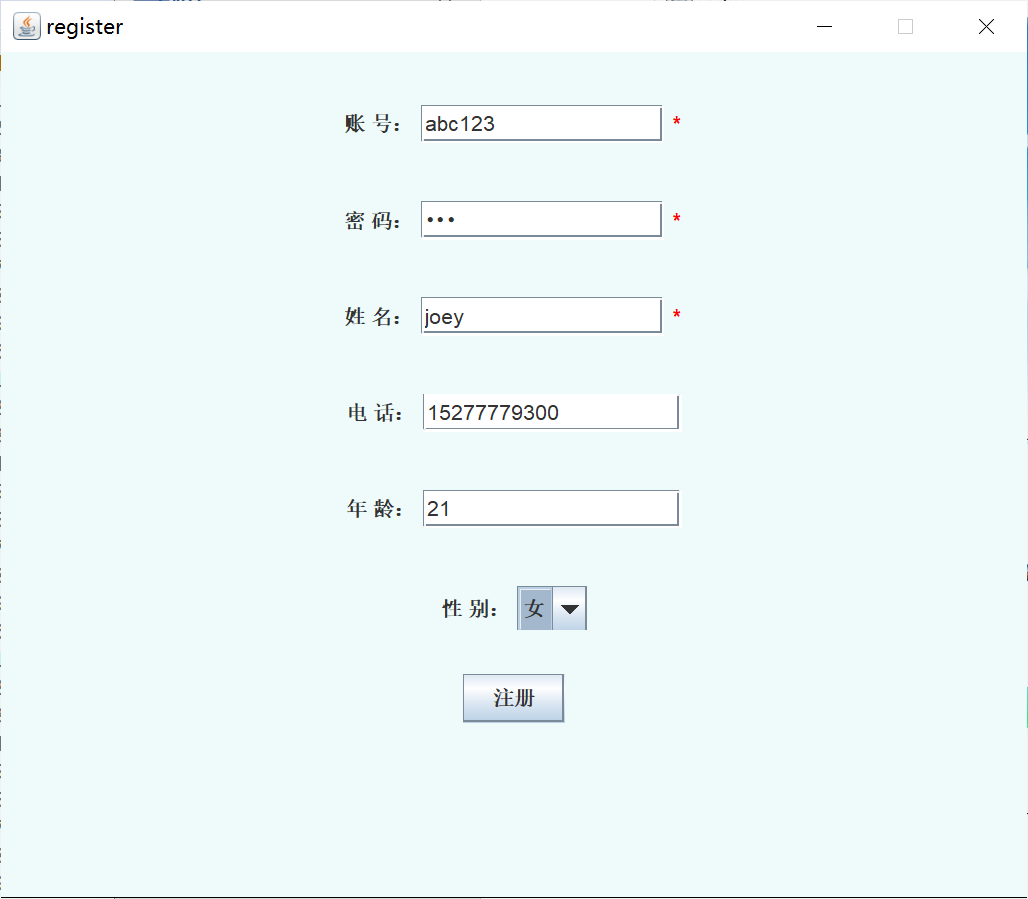 register
账 号： abc123 *
密 码： ••• *
姓 名： joey *
电 话： 15277779300
年 龄： 21
性 别： 女
注册